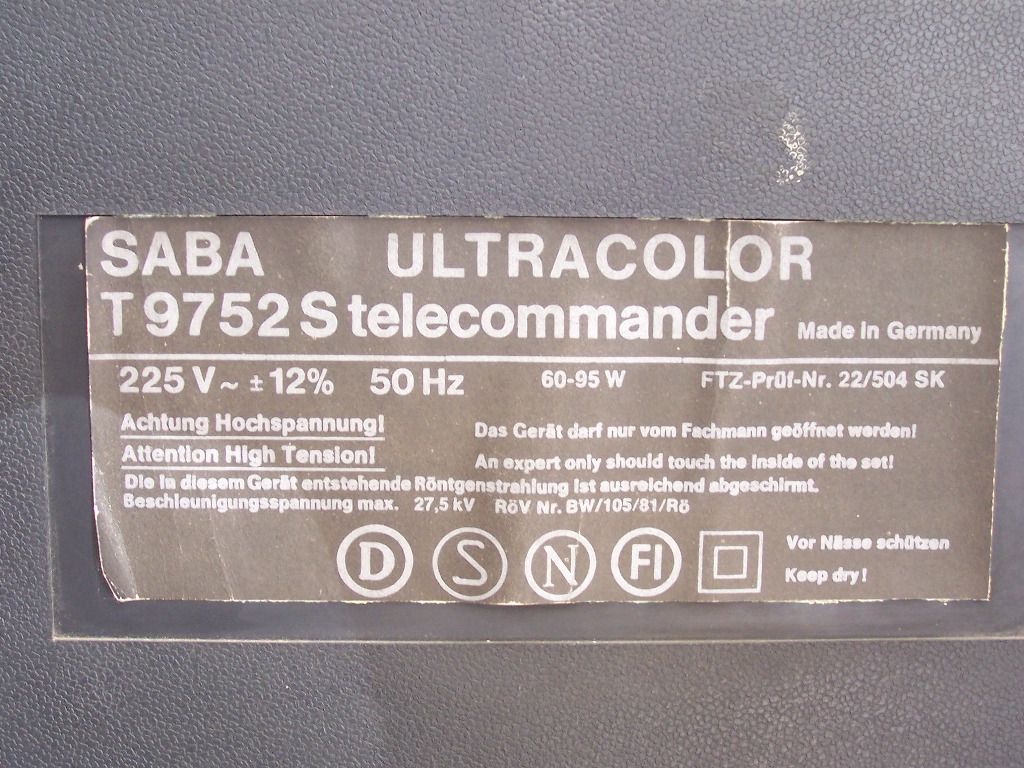 SABA ULTRACOLOR
T 9752 S telecommander Made in Germany
225 V~ ±12% 50 Hz 60-95 W FTZ-Prüf-Nr. 22/504 SK
Achtung Hochspannung! Das Gerät darf nur vom Fachmann geöffnet werden!
Attention High Tension! An expert only should touch the inside of the set!
Die in diesem Gerät entstehende Röntgenstrahlung ist ausreichend abgeschirmt.
Beschleunigungsspannung max. 27,5 kV RöV Nr. BW/105/81/Rö
D S N FI Vor Nässe schützen
Keep dry!